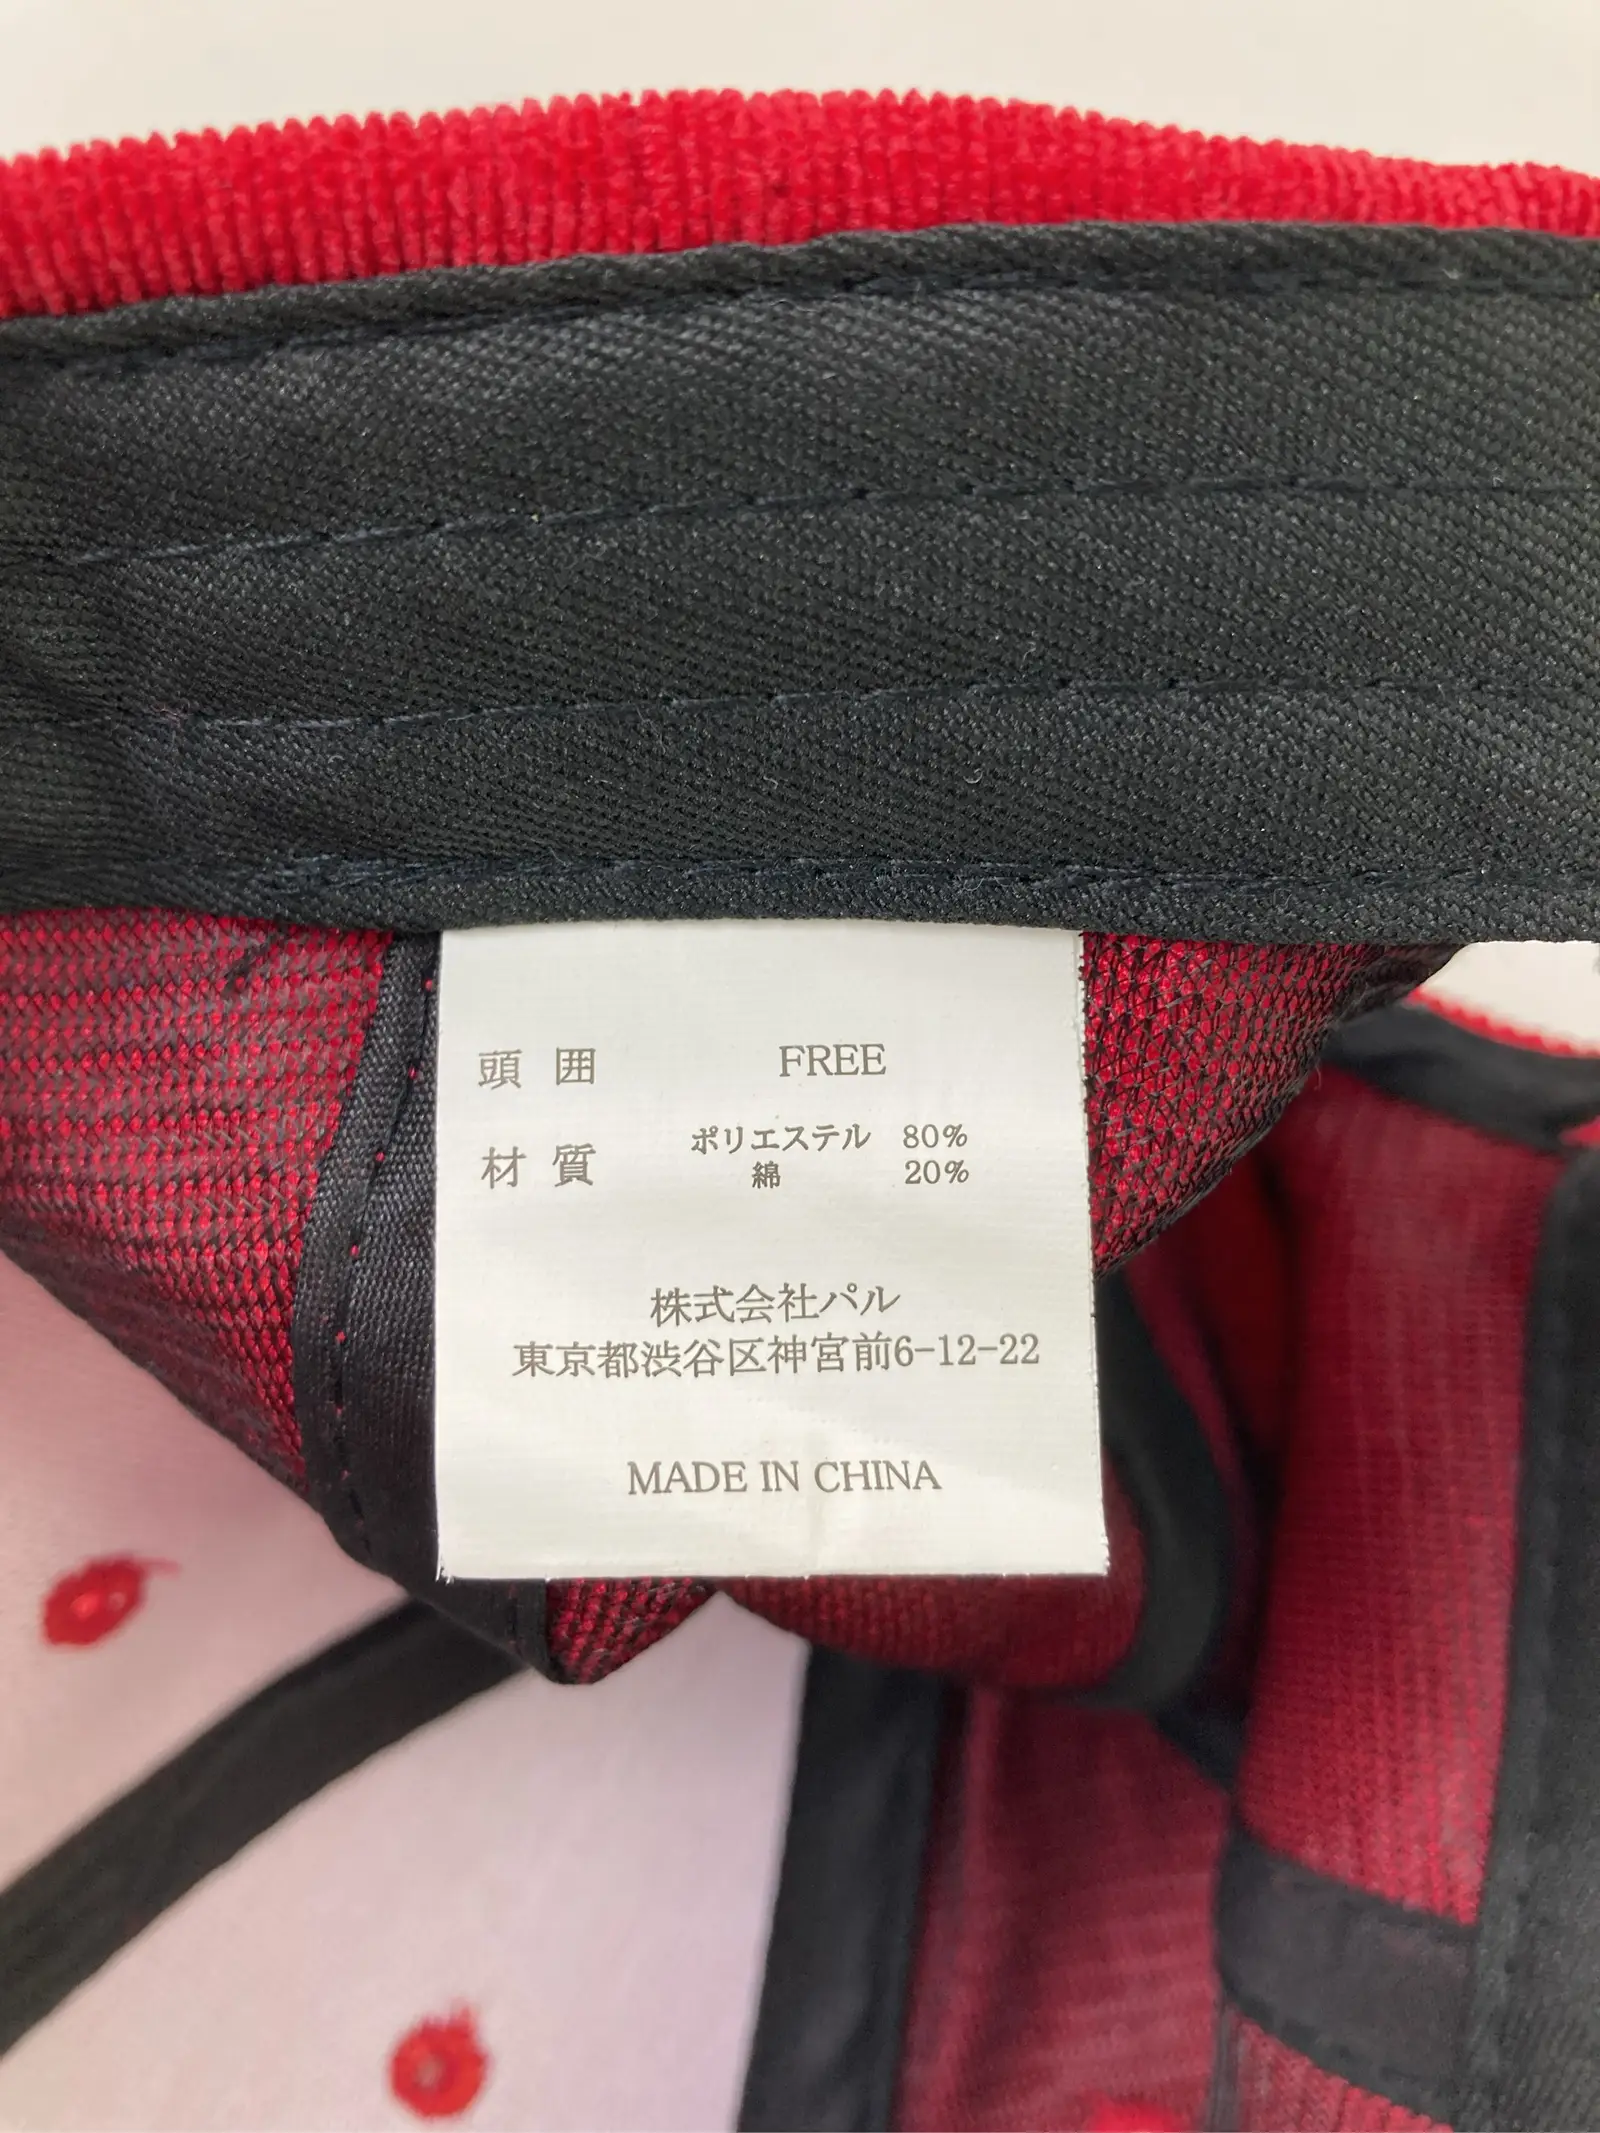 頭囲 FREE
材質 ポリエステル 80%
綿 20%
株式会社パル
東京都渋谷区神宮前6-12-22
MADE IN CHINA